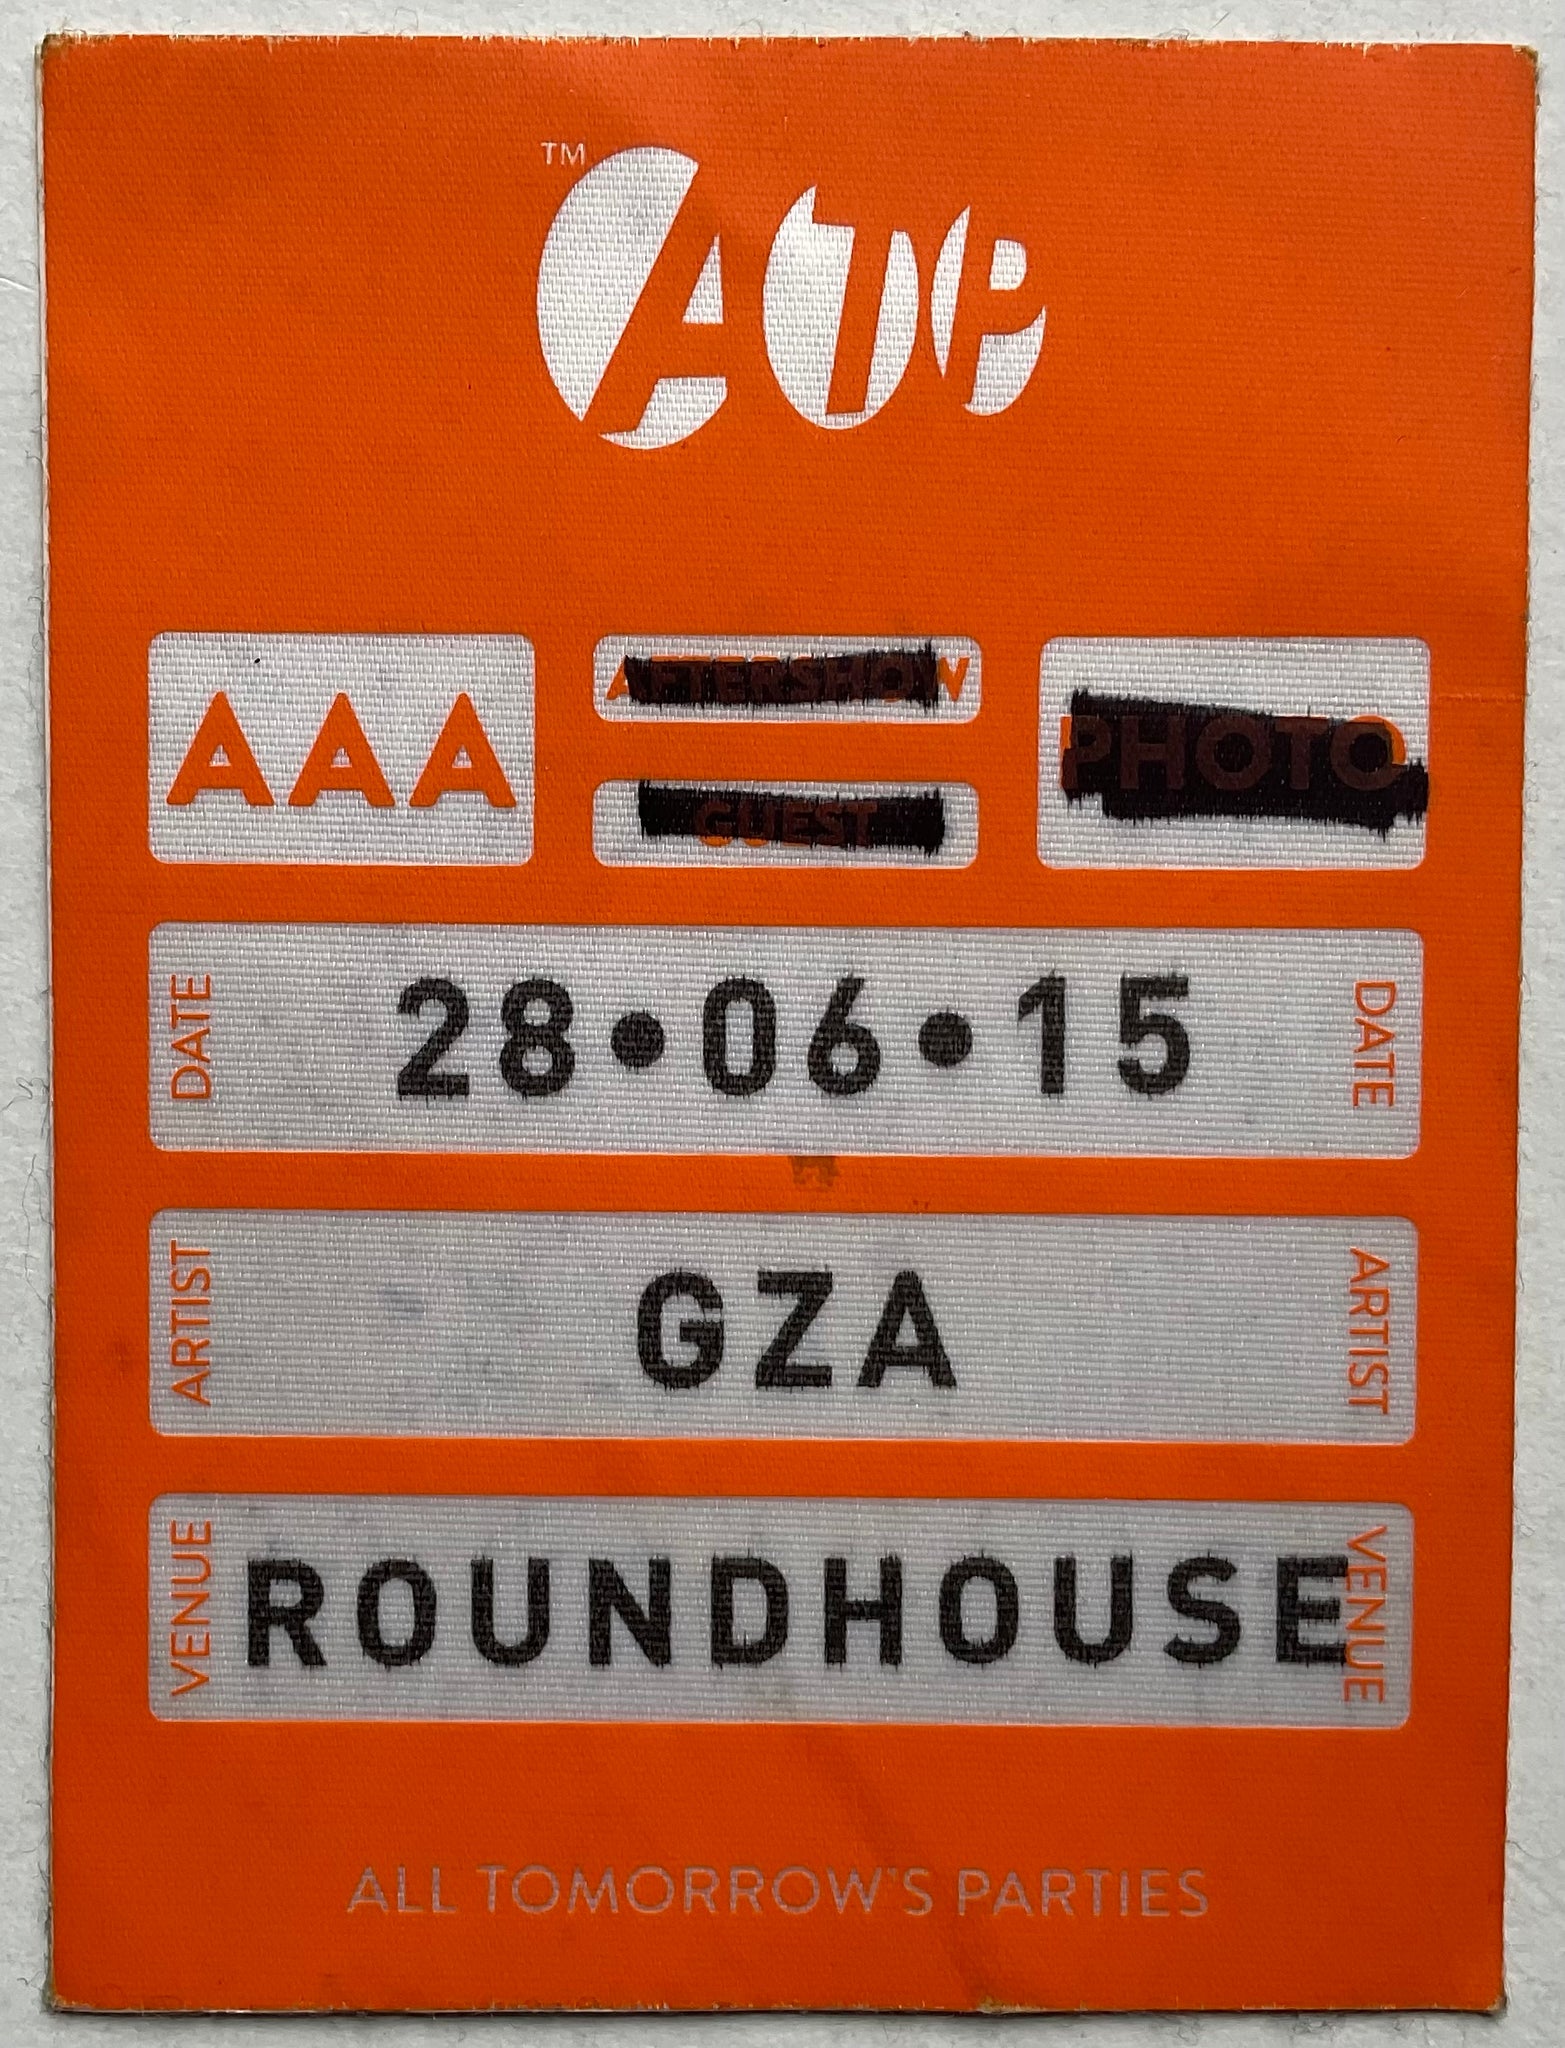 TM
ATP
AAA
AFTERSHOW
GUEST
PHOTO
DATE 28•06•15 DATE
ARTIST GZA ARTIST
VENUE ROUNDHOUSE VENUE
ALL TOMORROW'S PARTIES